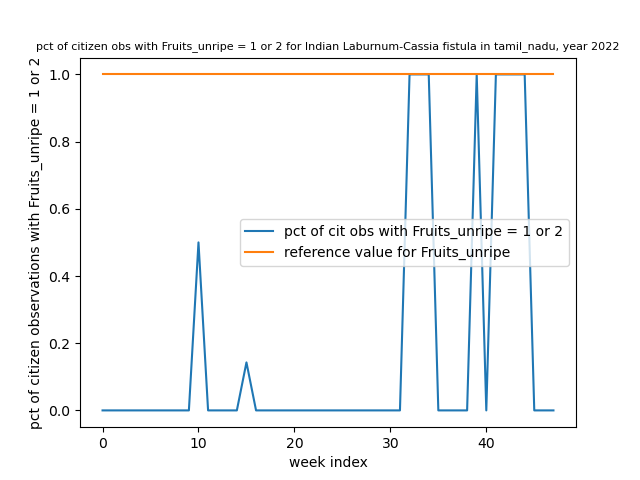 pct of citizen obs with Fruits_unripe = 1 or 2 for Indian Laburnum-Cassia fistula in tamil_nadu, year 2022
pct of citizen observations with Fruits_unripe = 1 or 2
1.0
0.8
0.6
0.4
0.2
0.0
pct of cit obs with Fruits_unripe = 1 or 2
reference value for Fruits_unripe
0 10 20 30 40
week index